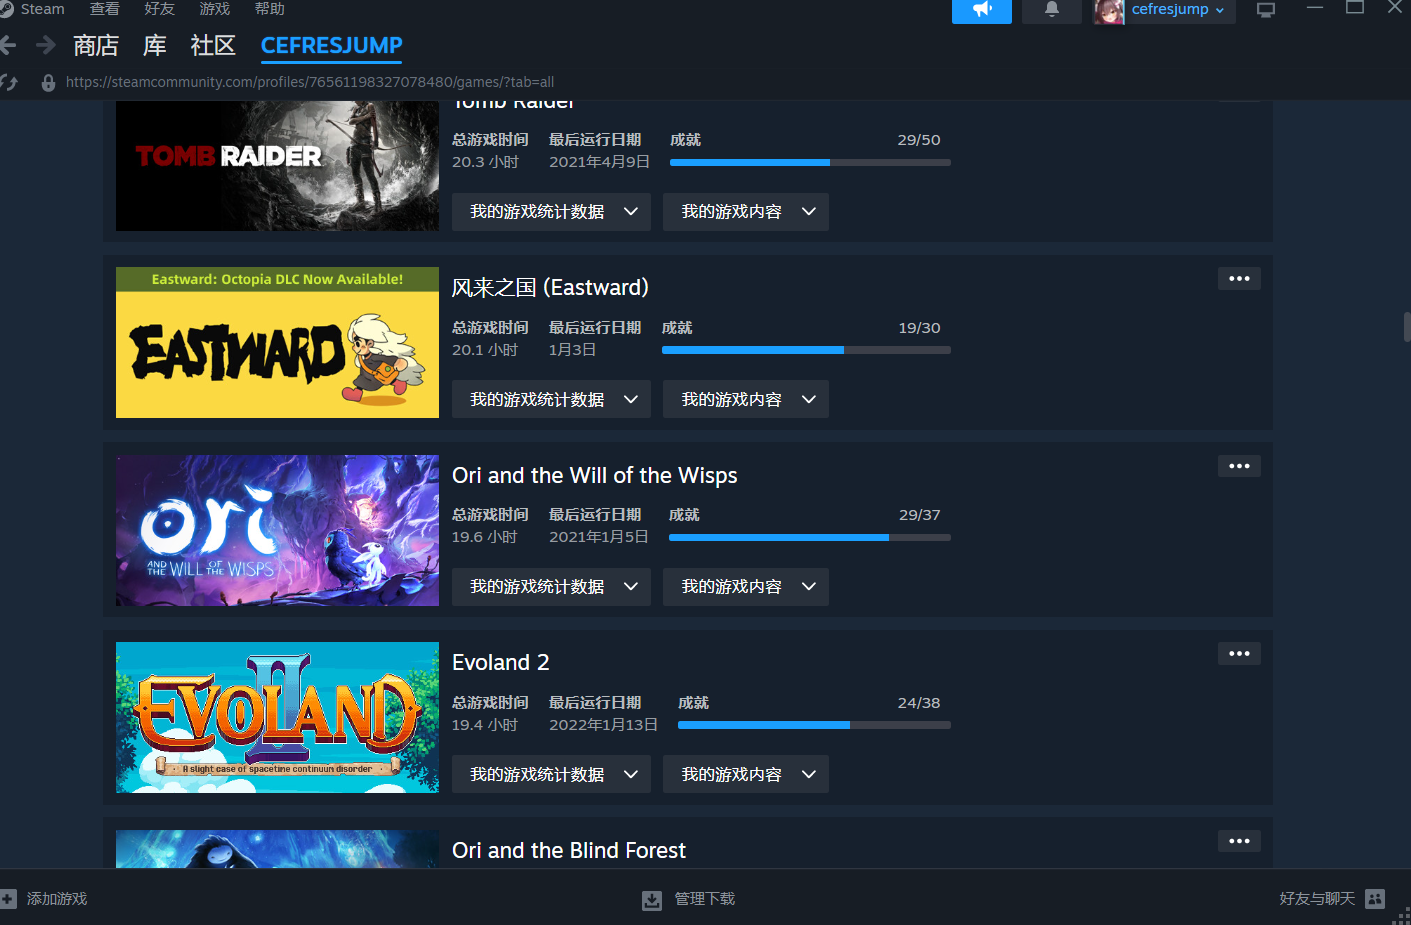 Steam 查看 好友 游戏 帮助
cefresjump
商店 库 社区 CEFRESJUMP
https://steamcommunity.com/profiles/76561198327078480/games/?tab=all
Tomb Raider
TOMB RAIDER
总游戏时间 最后运行日期 成就 29/50
20.3 小时 2021年4月9日
我的游戏统计数据 我的游戏内容
Eastward: Octopia DLC Now Available!
EASTWARD
风来之国 (Eastward)
总游戏时间 最后运行日期 成就 19/30
20.1 小时 1月3日
我的游戏统计数据 我的游戏内容
ori
AND THE WILL OF THE WISPS
Ori and the Will of the Wisps
总游戏时间 最后运行日期 成就 29/37
19.6 小时 2021年1月5日
我的游戏统计数据 我的游戏内容
II
EVOLAND
A slight case of spacetime continuum disorder
Evoland 2
总游戏时间 最后运行日期 成就 24/38
19.4 小时 2022年1月13日
我的游戏统计数据 我的游戏内容
Ori and the Blind Forest
添加游戏 管理下载 好友与聊天